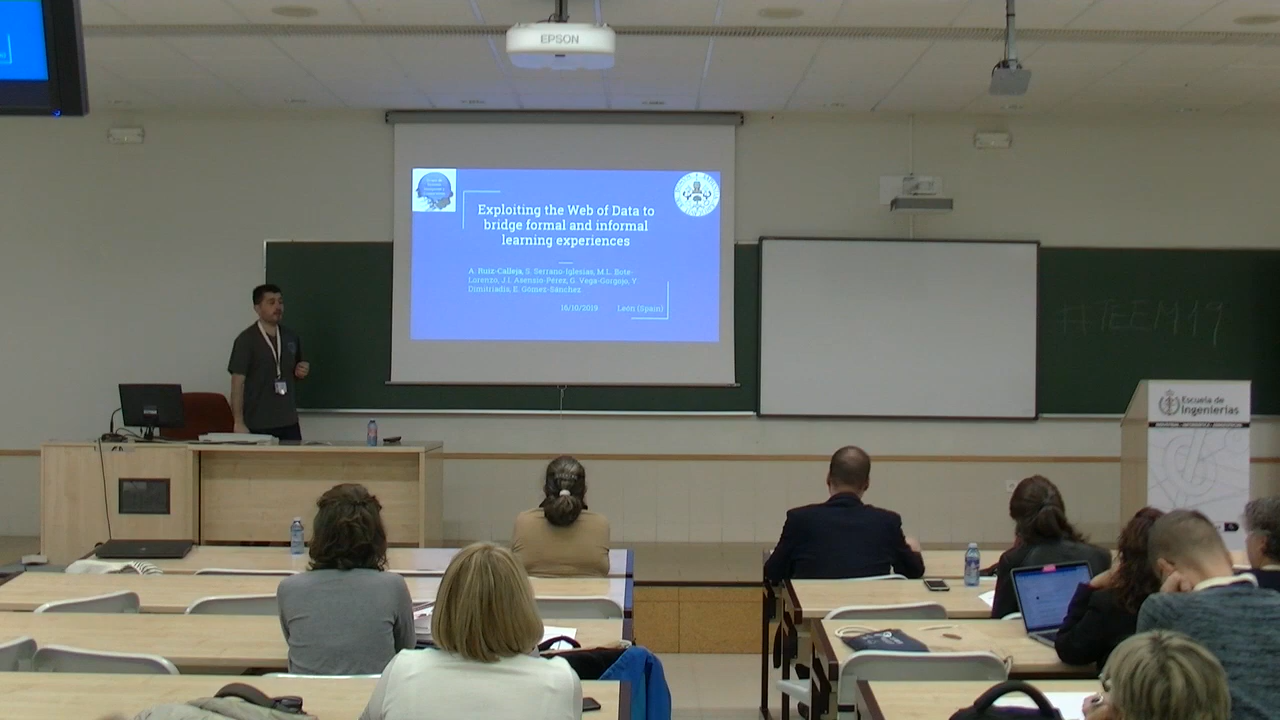 EPSON
Exploiting the Web of Data to
bridge formal and informal
learning experiences
A. Ruiz-Calleja, S. Serrano-Iglesias, M.L. Bote-
Lorenzo, J.I. Asensio-Pérez, G. Vega-Gorgojo, Y.
Dimitriadis, E. Gómez-Sánchez.
16/10/2019 León (Spain)
#TEEM19
Escuela de
Ingenierías